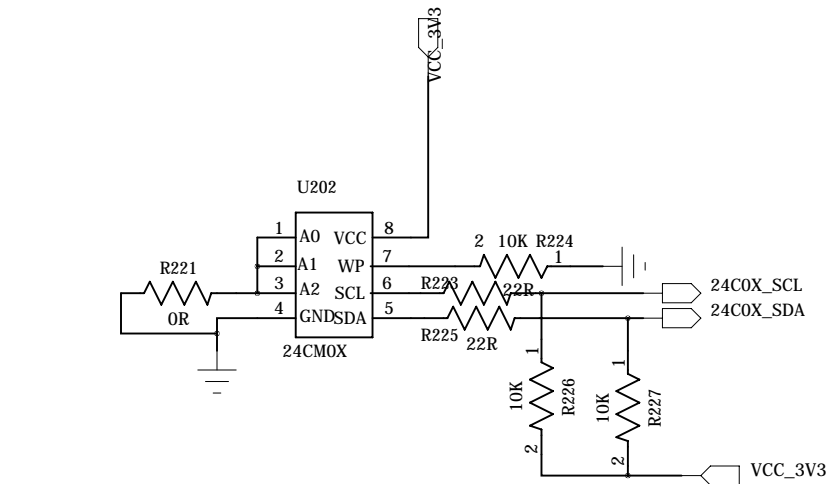 VCC_3V3
U202
1 A0 VCC 8
2 A1 WP 7
2 10K R224 1
3 A2 SCL 6
R223 22R
24C0X_SCL
4 GND SDA 5
R225 22R
24C0X_SDA
R221
0R
24CM0X
1 10K R226 2
1 10K R227 2
VCC_3V3